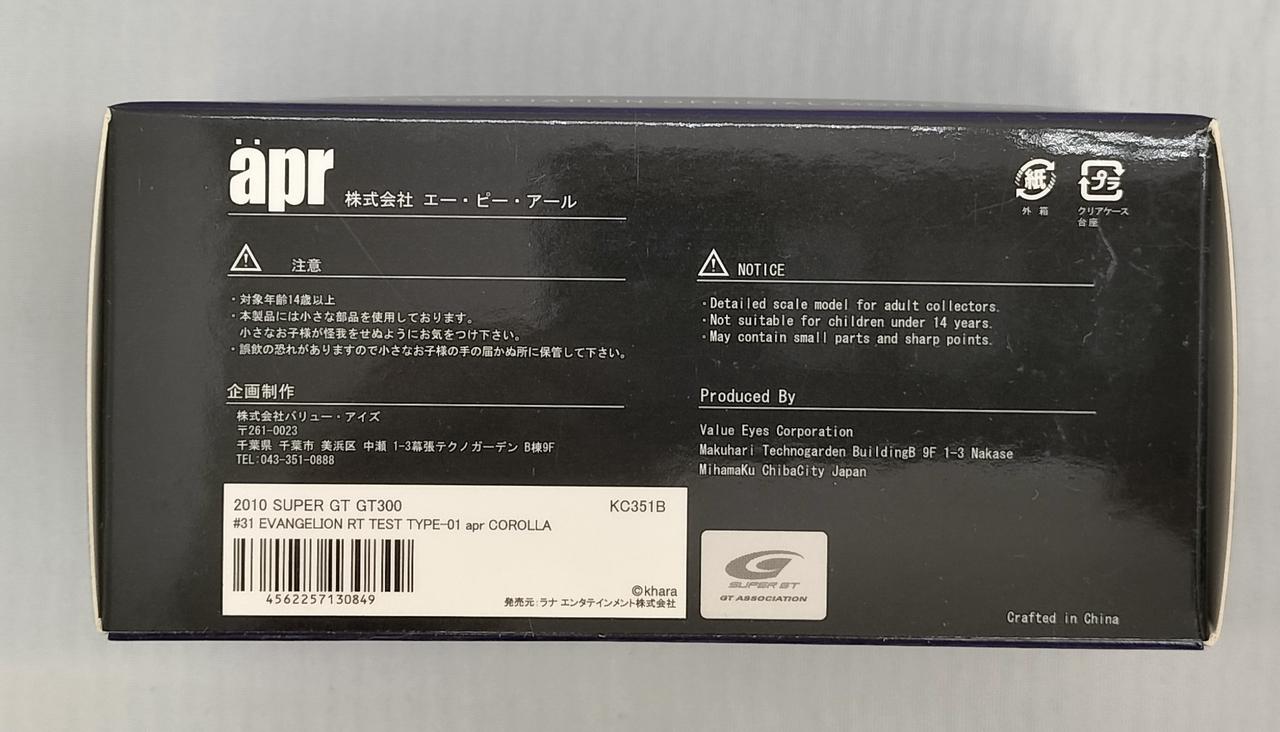 GT ASSOCIATION OFFICIAL MODEL
äpr 株式会社 エー・ピー・アール
紙
外 箱
プラ
クリアケース
台座
注意
・対象年齢14歳以上
・本製品には小さな部品を使用しております。
小さなお子様が怪我をせぬようにお気をつけ下さい。
・誤飲の恐れがありますので小さなお子様の手の届かぬ所に保管して下さい。
企画制作
株式会社バリュー・アイズ
〒261-0023
千葉県 千葉市 美浜区 中瀬 1-3幕張テクノガーデン B棟9F
TEL:043-351-0888
NOTICE
・Detailed scale model for adult collectors.
・Not suitable for children under 14 years.
・May contain small parts and sharp points.
Produced By
Value Eyes Corporation
Makuhari Technogarden BuildingB 9F 1-3 Nakase
MihamaKu ChibaCity Japan
2010 SUPER GT GT300 KC351B
#31 EVANGELION RT TEST TYPE-01 apr COROLLA
4562257130849
©khara
発売元:ラナ エンタテインメント株式会社
SUPER GT
GT ASSOCIATION
Crafted in China